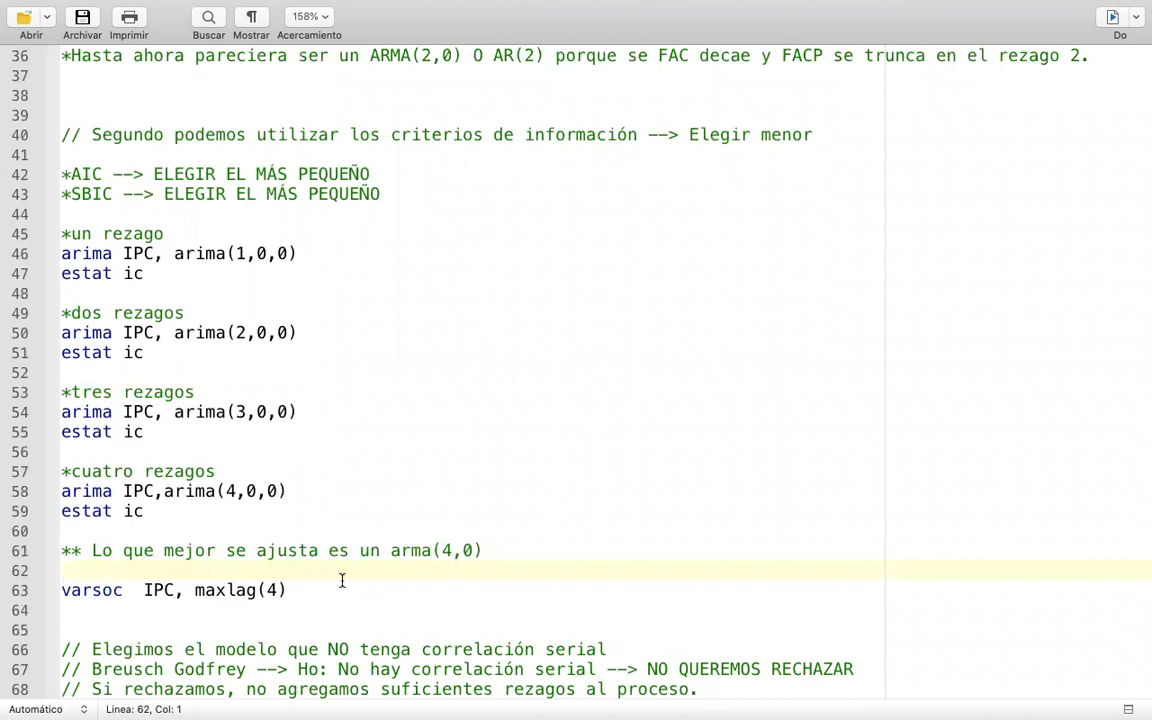 158%
Abrir Archivar Imprimir Buscar Mostrar Acercamiento Do
36 *Hasta ahora pareciera ser un ARMA(2,0) O AR(2) porque se FAC decae y FACP se trunca en el rezago 2.
37
38
39
40 // Segundo podemos utilizar los criterios de información --> Elegir menor
41
42 *AIC --> ELEGIR EL MÁS PEQUEÑO
43 *SBIC --> ELEGIR EL MÁS PEQUEÑO
44
45 *un rezago
46 arima IPC, arima(1,0,0)
47 estat ic
48
49 *dos rezagos
50 arima IPC, arima(2,0,0)
51 estat ic
52
53 *tres rezagos
54 arima IPC, arima(3,0,0)
55 estat ic
56
57 *cuatro rezagos
58 arima IPC,arima(4,0,0)
59 estat ic
60
61 ** Lo que mejor se ajusta es un arma(4,0)
62
63 varsoc  IPC, maxlag(4)
64
65
66 // Elegimos el modelo que NO tenga correlación serial
67 // Breusch Godfrey --> Ho: No hay correlación serial --> NO QUEREMOS RECHAZAR
68 // Si rechazamos, no agregamos suficientes rezagos al proceso.
Automático Linea: 62, Col: 1